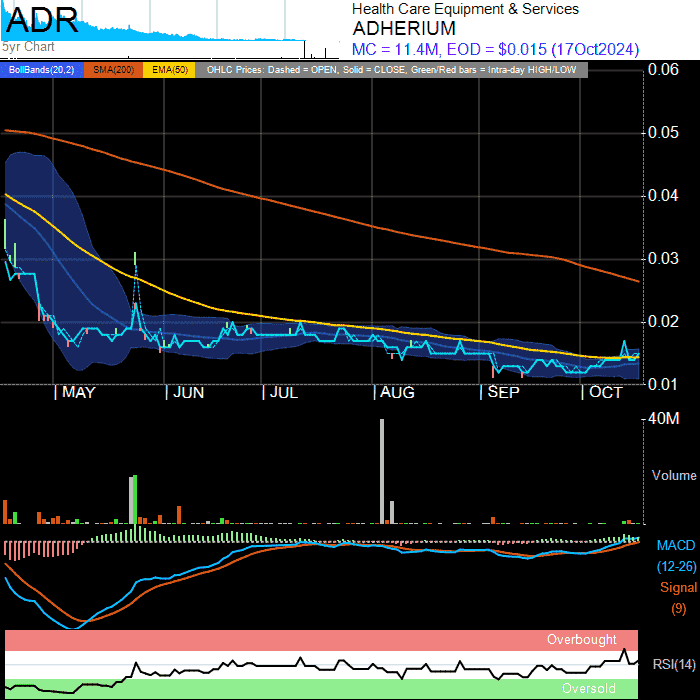 ADR
5yr Chart
Health Care Equipment & Services
ADHERIUM
MC = 11.4M, EOD = $0.015 (17Oct2024)
BollBands(20,2) SMA(200) EMA(50) OHLC Prices: Dashed = OPEN, Solid = CLOSE, Green/Red bars = Intra-day HIGH/LOW
0.06
0.05
0.04
0.03
0.02
0.01
MAY JUN JUL AUG SEP OCT
40M
Volume
MACD
(12-26)
Signal
(9)
Overbought
RSI(14)
Oversold